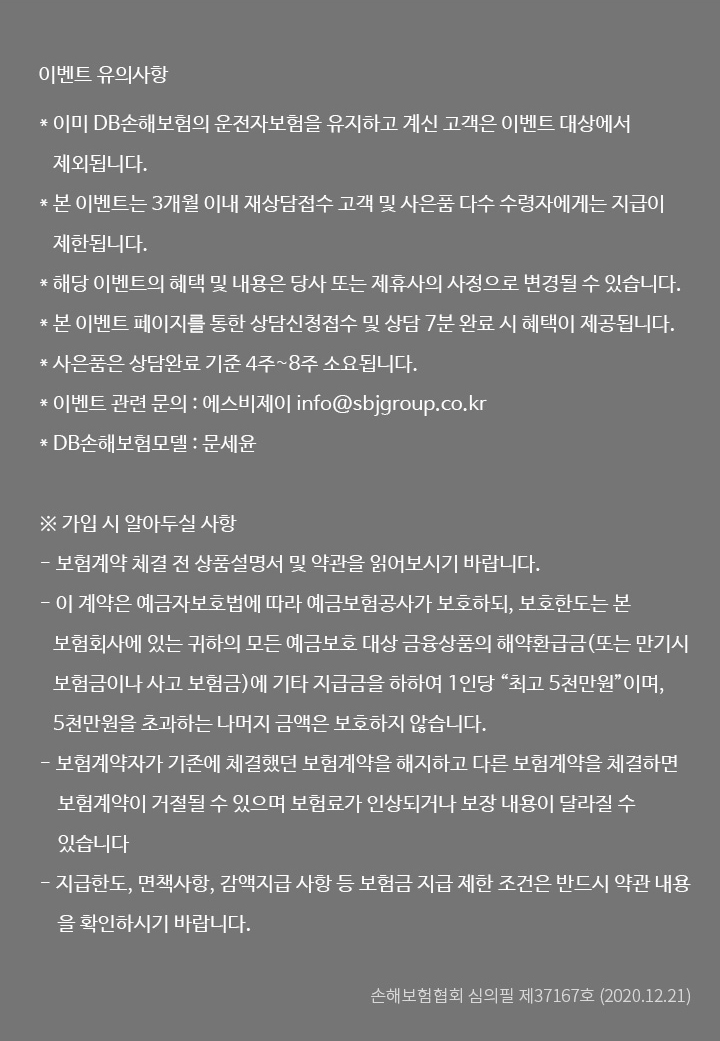 이벤트 유의사항
* 이미 DB손해보험의 운전자보험을 유지하고 계신 고객은 이벤트 대상에서
제외됩니다.
* 본 이벤트는 3개월 이내 재상담접수 고객 및 사은품 다수 수령자에게는 지급이
제한됩니다.
* 해당 이벤트의 혜택 및 내용은 당사 또는 제휴사의 사정으로 변경될 수 있습니다.
* 본 이벤트 페이지를 통한 상담신청접수 및 상담 7분 완료 시 혜택이 제공됩니다.
* 사은품은 상담완료 기준 4주~8주 소요됩니다.
* 이벤트 관련 문의 : 에스비제이 info@sbjgroup.co.kr
* DB손해보험모델 : 문세윤
※ 가입 시 알아두실 사항
- 보험계약 체결 전 상품설명서 및 약관을 읽어보시기 바랍니다.
- 이 계약은 예금자보호법에 따라 예금보험공사가 보호하되, 보호한도는 본
보험회사에 있는 귀하의 모든 예금보호 대상 금융상품의 해약환급금(또는 만기시
보험금이나 사고 보험금)에 기타 지급금을 하하여 1인당 “최고 5천만원”이며,
5천만원을 초과하는 나머지 금액은 보호하지 않습니다.
- 보험계약자가 기존에 체결했던 보험계약을 해지하고 다른 보험계약을 체결하면
보험계약이 거절될 수 있으며 보험료가 인상되거나 보장 내용이 달라질 수
있습니다
- 지급한도, 면책사항, 감액지급 사항 등 보험금 지급 제한 조건은 반드시 약관 내용
을 확인하시기 바랍니다.
손해보험협회 심의필 제37167호 (2020.12.21)